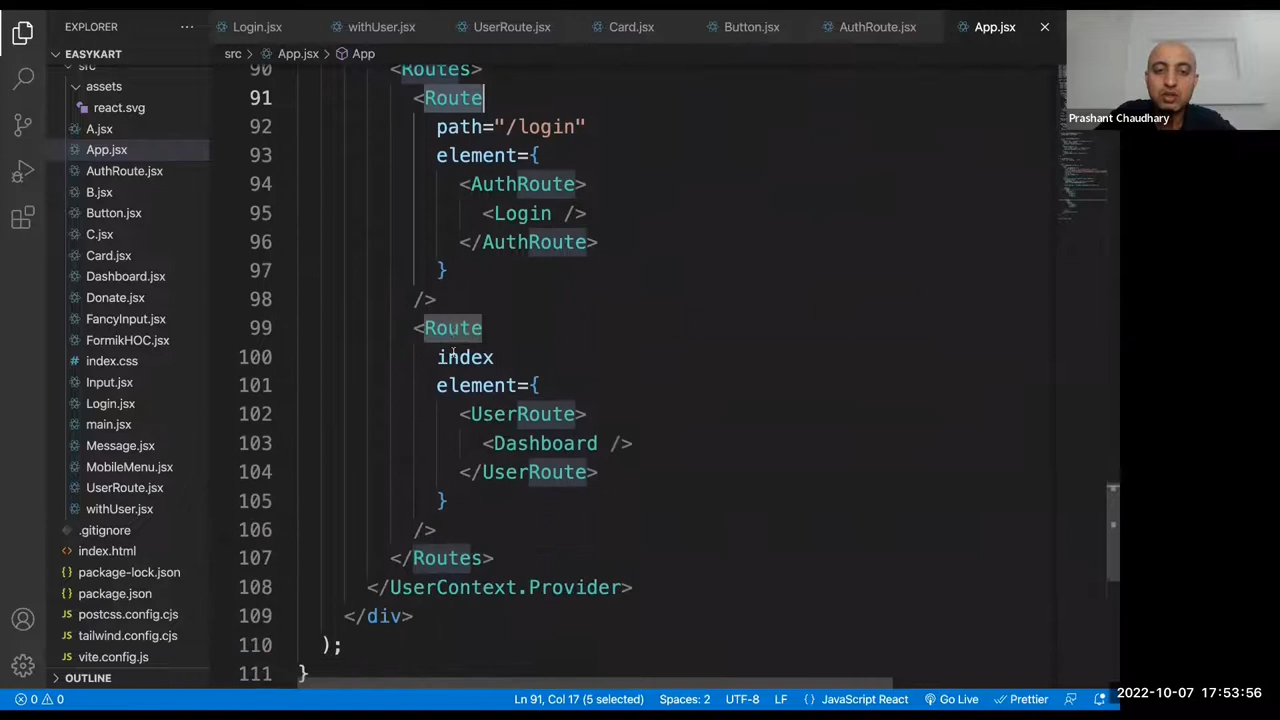 EXPLORER
Login.jsx
withUser.jsx
UserRoute.jsx
Card.jsx
Button.jsx
AuthRoute.jsx
App.jsx
EASYKART
src > App.jsx > App
src
assets
react.svg
A.jsx
App.jsx
AuthRoute.jsx
B.jsx
Button.jsx
C.jsx
Card.jsx
Dashboard.jsx
Donate.jsx
FancyInput.jsx
FormikHOC.jsx
index.css
Input.jsx
Login.jsx
main.jsx
Message.jsx
MobileMenu.jsx
UserRoute.jsx
withUser.jsx
.gitignore
index.html
package-lock.json
package.json
postcss.config.cjs
tailwind.config.cjs
vite.config.js
OUTLINE
90 <Routes>
91 <Route
92 path="/login"
93 element={
94 <AuthRoute>
95 <Login />
96 </AuthRoute>
97 }
98 />
99 <Route
100 index
101 element={
102 <UserRoute>
103 <Dashboard />
104 </UserRoute>
105 }
106 />
107 </Routes>
108 </UserContext.Provider>
109 </div>
110 );
111 }
Prashant Chaudhary
0 0
Ln 91, Col 17 (5 selected)
Spaces: 2
UTF-8
LF
{ } JavaScript React
Go Live
Prettier
2022-10-07 17:53:56